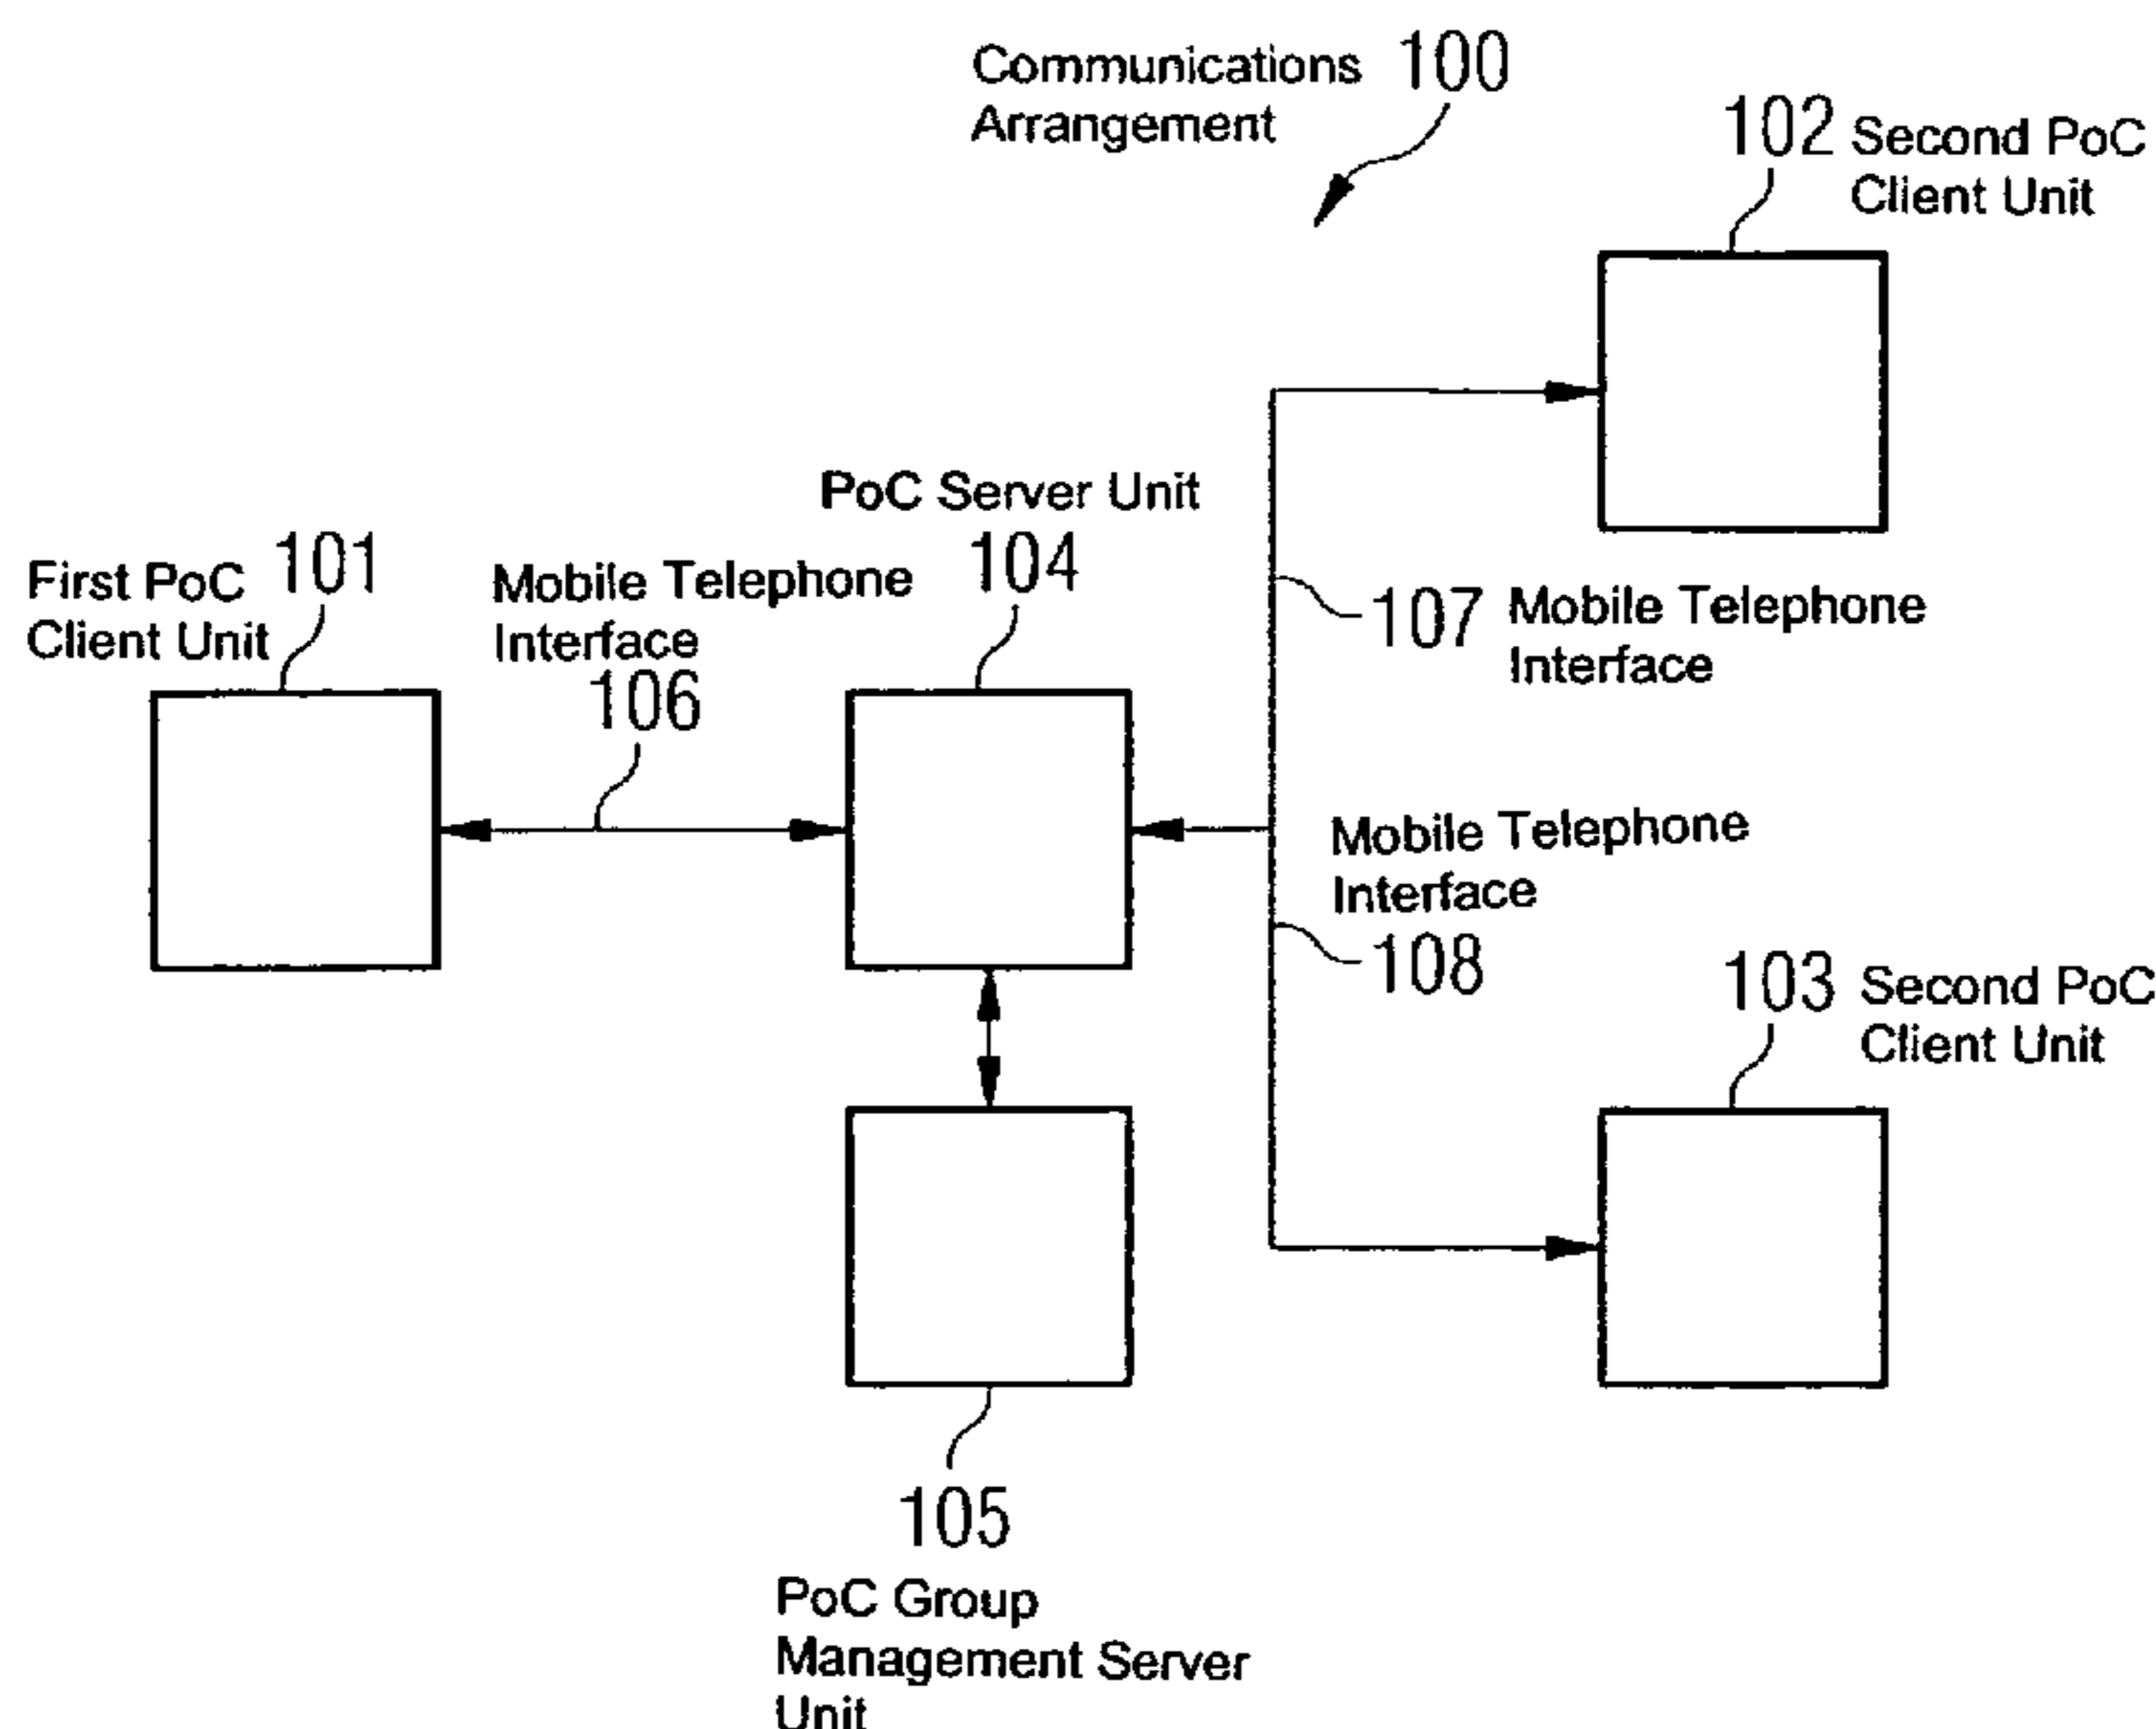 Communications 100
Arrangement
102 Second PoC
Client Unit
PoC Server Unit
104
First PoC 101
Client Unit
Mobile Telephone
Interface
106
107 Mobile Telephone
Interface
Mobile Telephone
Interface
108
103 Second PoC
Client Unit
105
PoC Group
Management Server
Unit